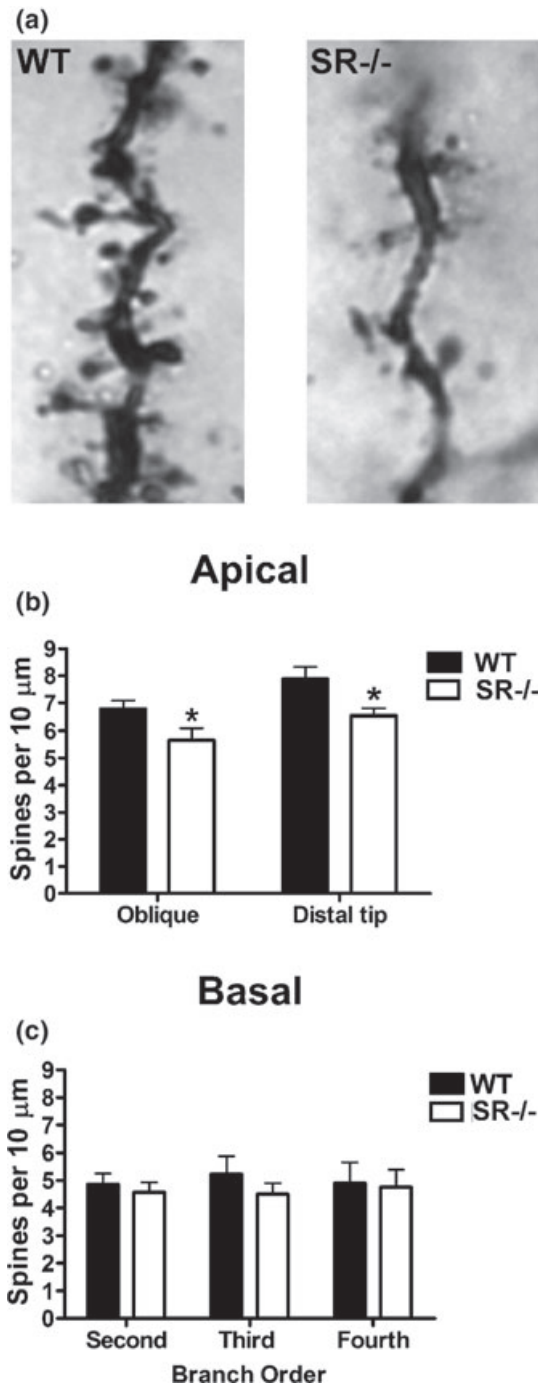 (a)
WT
SR-/-
Apical
(b)
9
8
7
6
5
4
3
2
1
0
Spines per 10 μm
WT
SR-/-
*
*
Oblique
Distal tip
Basal
(c)
9
8
7
6
5
4
3
2
1
0
Spines per 10 μm
WT
SR-/-
Second
Third
Fourth
Branch Order